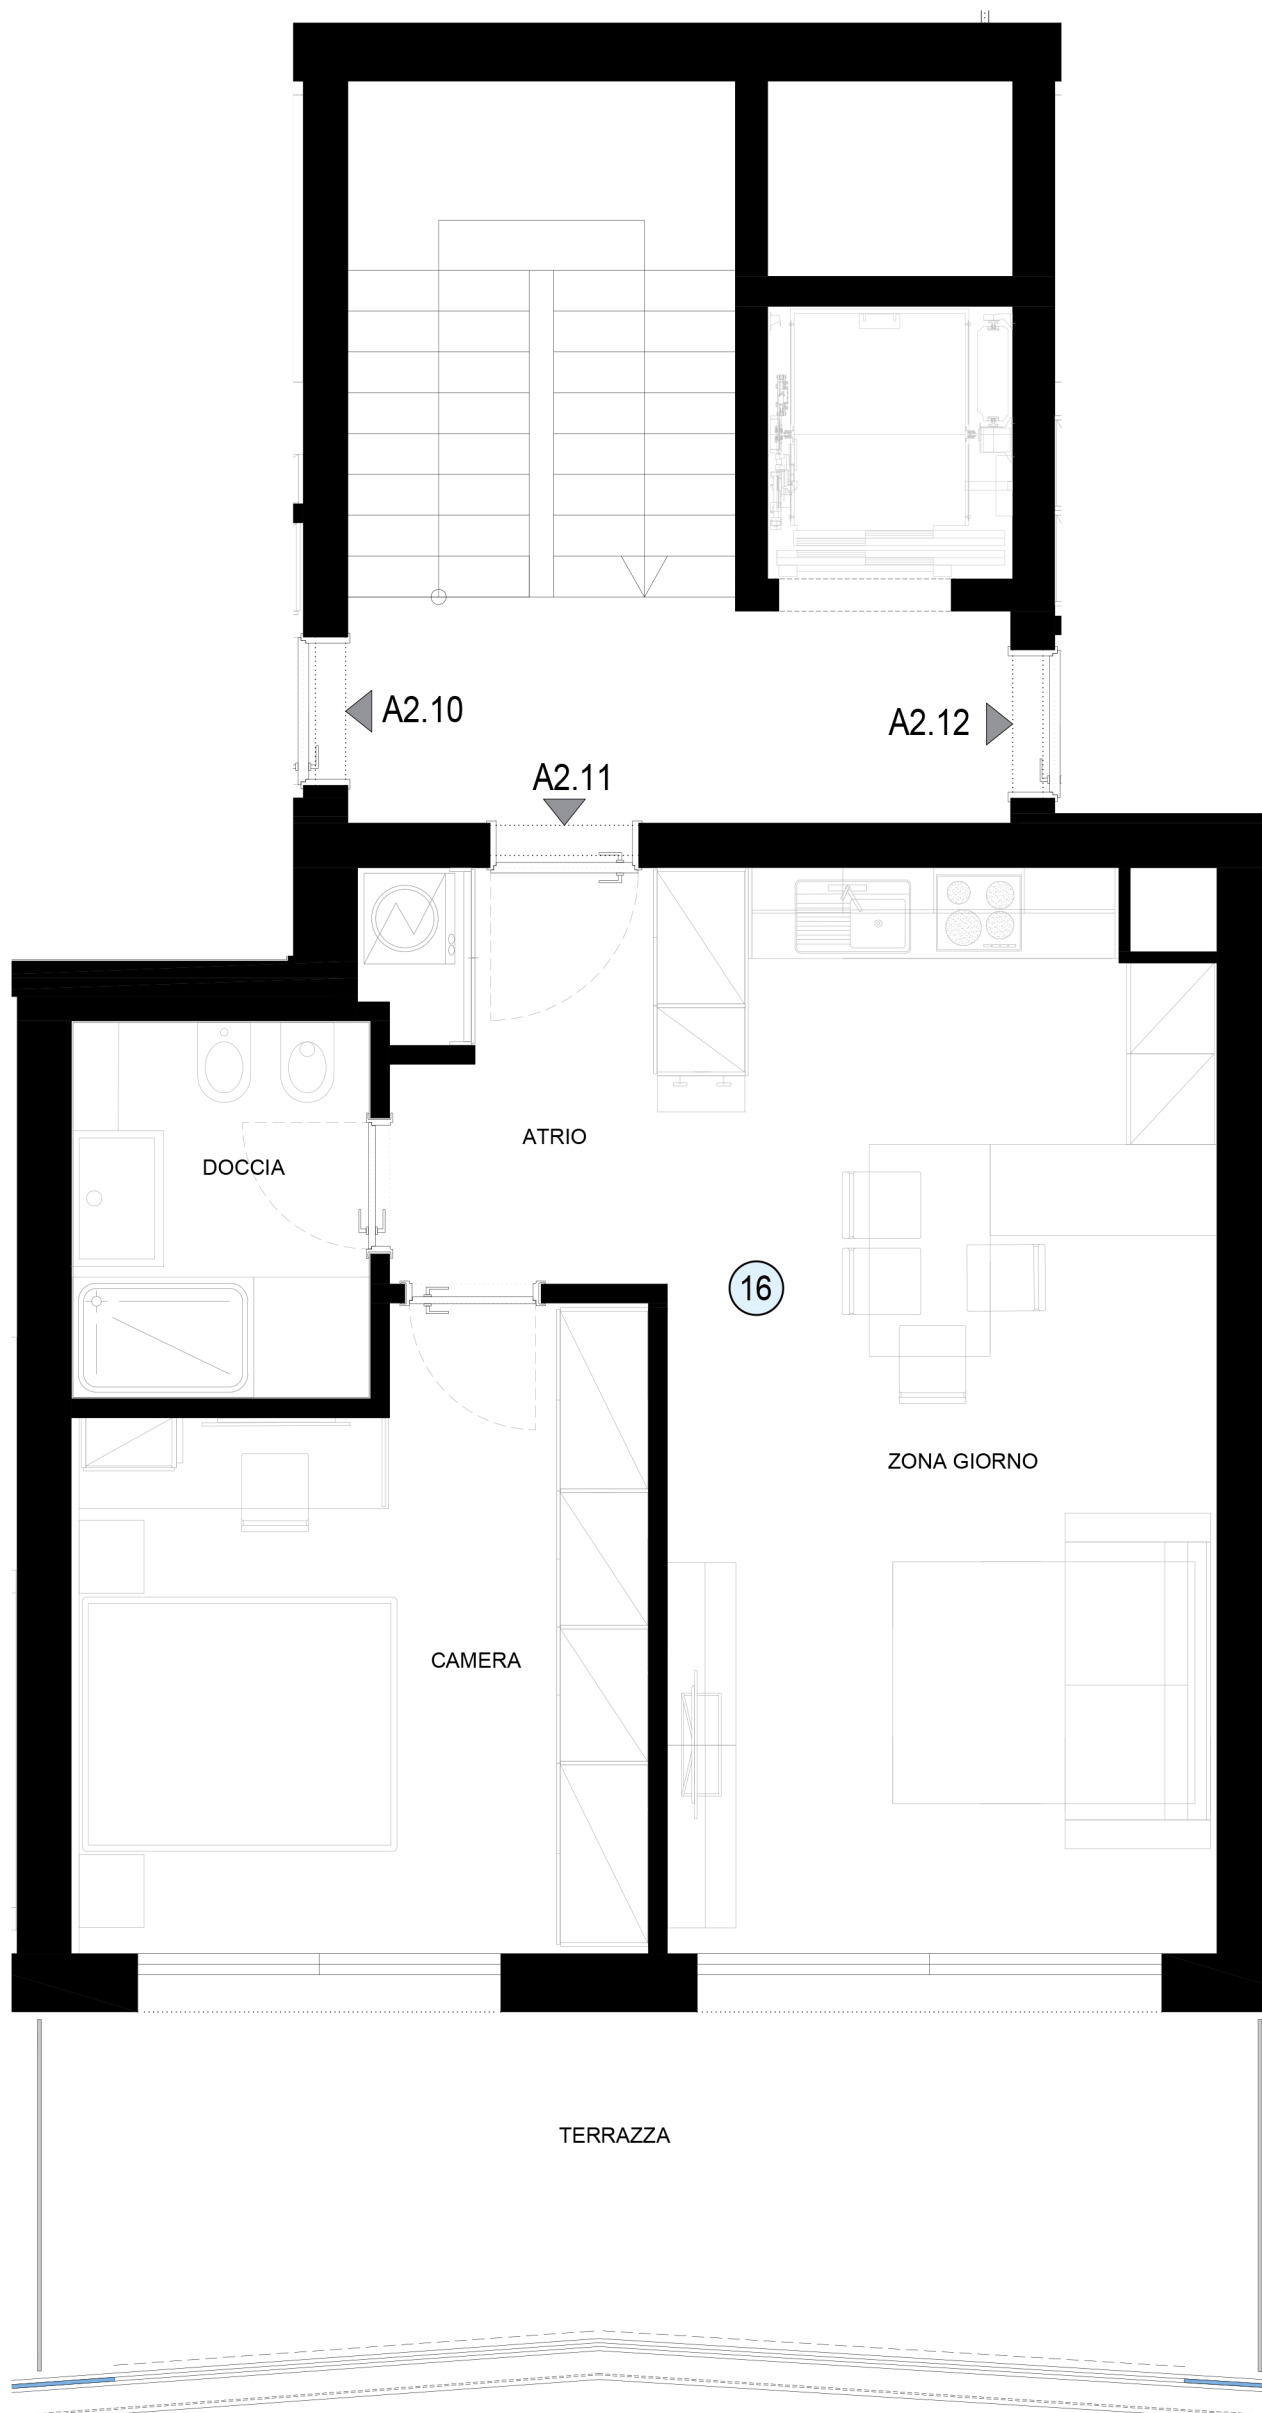 A2.10
A2.12
A2.11
ATRIO
DOCCIA
16
ZONA GIORNO
CAMERA
TERRAZZA